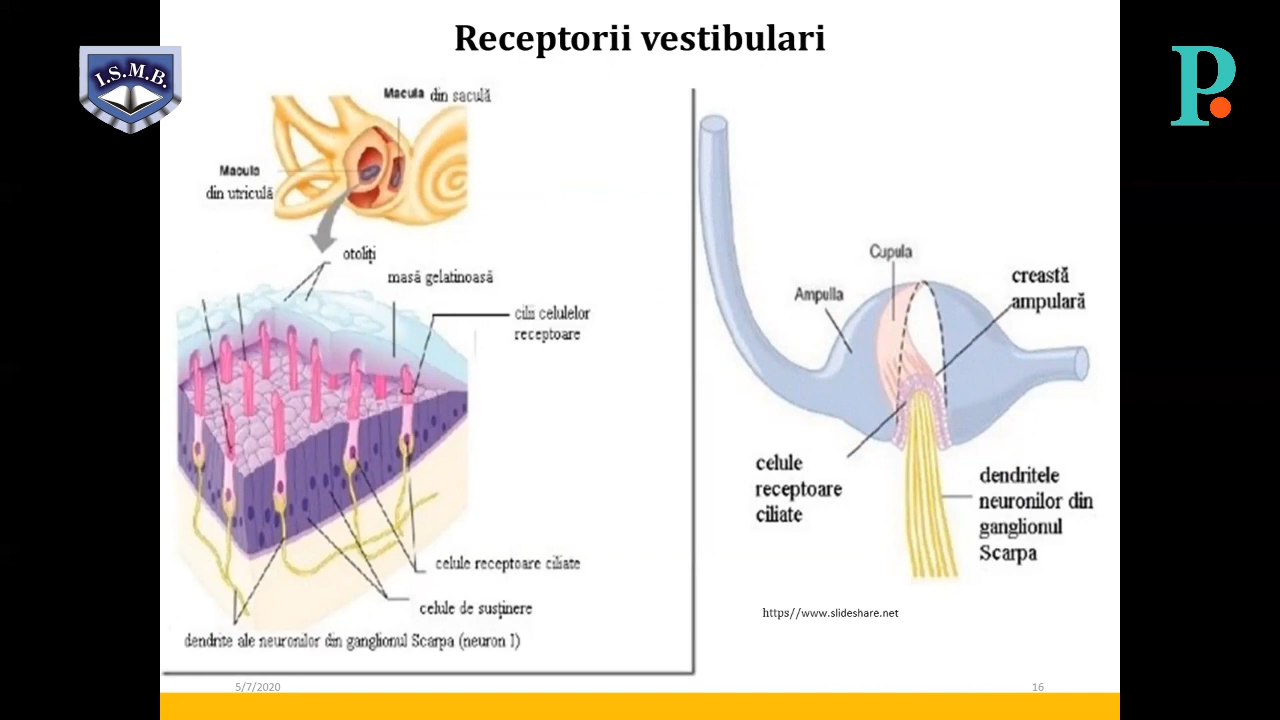 Receptorii vestibulari
I.S.M.B.
P.
Macula din saculă
Macula
din utriculă
otoliți
masă gelatinoasă
cilii celulelor
receptoare
celule receptoare ciliate
celule de susținere
dendrite ale neuronilor din ganglionul Scarpa (neuron I)
Cupula
Ampulla
creastă
ampulară
celule
receptoare
ciliate
dendritele
neuronilor din
ganglionul
Scarpa
https//www.slideshare.net
5/7/2020
16